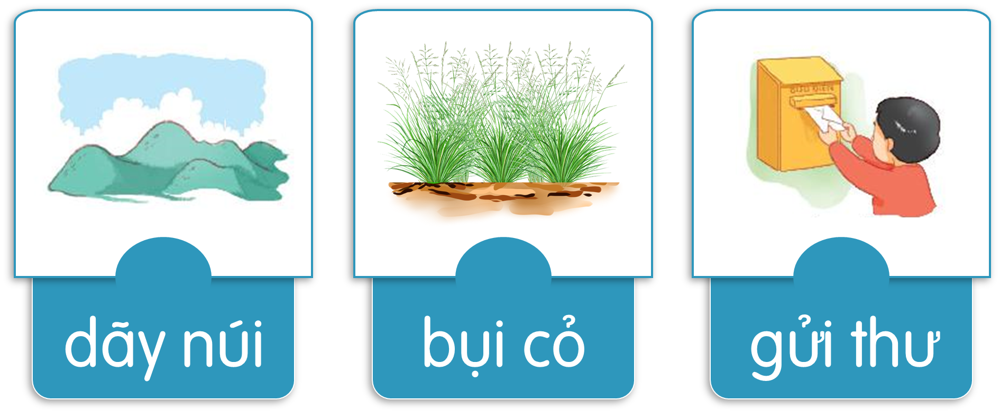 dãy núi
bụi cỏ
gửi thư